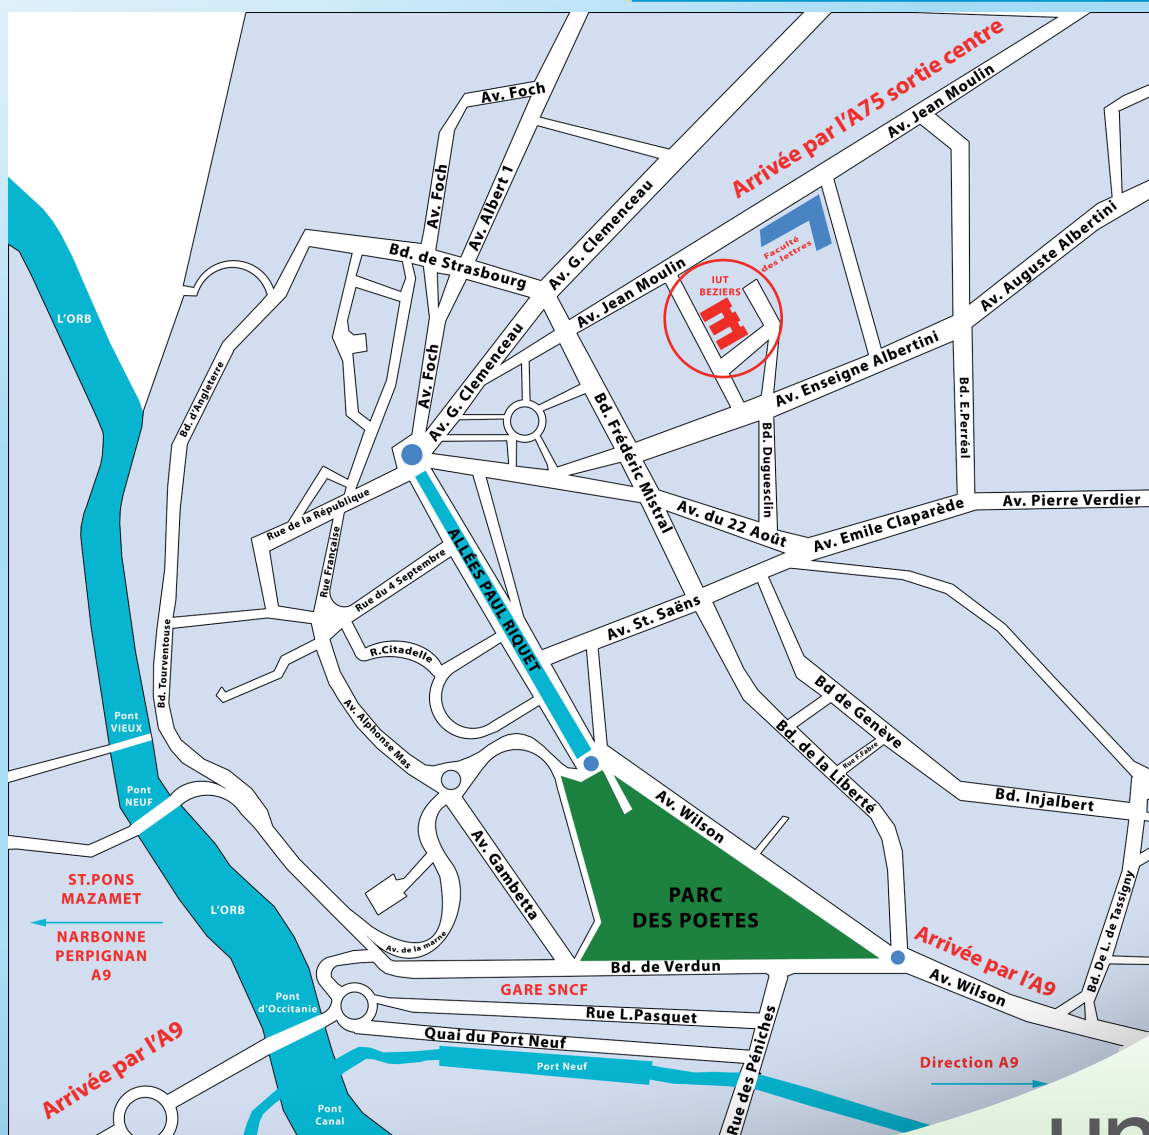 Arrivée par l'A75 sortie centre
Av. Jean Moulin
Av. Foch
Av. Foch
Av. Albert 1
Av. G. Clemenceau
Bd. de Strasbourg
Av. Jean Moulin
Faculté
des lettres
IUT
BEZIERS
Av. Auguste Albertini
L'ORB
Av. Foch
Av. G. Clemenceau
Bd. d'Angleterre
Av. Enseigne Albertini
Bd. E.Perréal
Bd. Frédéric Mistral
Bd. Duguesclin
Rue de la République
Av. du 22 Août
Av. Emile Claparède
Av. Pierre Verdier
Rue Française
Rue du 4 Septembre
ALLÉES PAUL RIQUET
Av. St. Saëns
R.Citadelle
Bd. Tourventouse
Pont
VIEUX
Av. Alphonse Mas
Bd de Genève
Bd. de la Liberté
Rue F.Fabre
Pont
NEUF
Av. Wilson
Bd. Injalbert
Av. Gambetta
ST.PONS
MAZAMET
NARBONNE
PERPIGNAN
A9
L'ORB
PARC
DES POETES
Bd. De L. de Tassigny
Av. de la marne
Bd. de Verdun
Arrivée par l'A9
Av. Wilson
GARE SNCF
Pont
d'Occitanie
Rue L.Pasquet
Quai du Port Neuf
Port Neuf
Rue des Péniches
Arrivée par l'A9
Direction A9
Pont
Canal